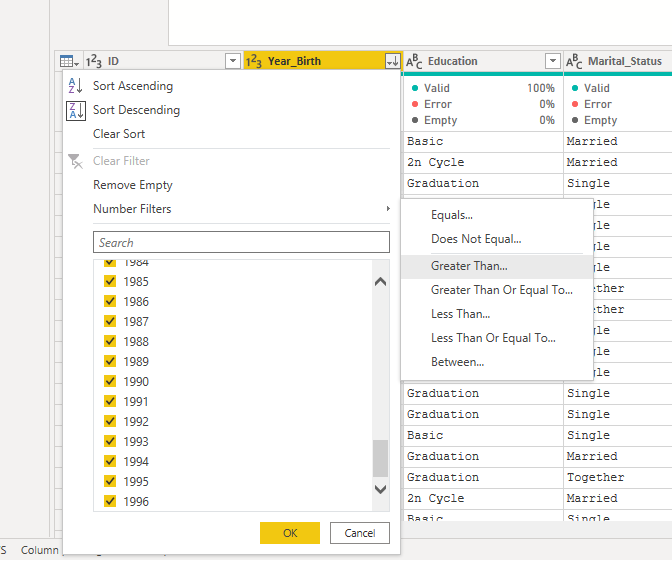 1²3 ID
1²3 Year_Birth
ABC Education
ABC Marital_Status
Sort Ascending
Sort Descending
Clear Sort
Clear Filter
Remove Empty
Number Filters
Search
1984
1985
1986
1987
1988
1989
1990
1991
1992
1993
1994
1995
1996
OK
Cancel
Valid 100%
Error 0%
Empty 0%
Valid
Error
Empty
Basic Married
2n Cycle Married
Graduation Single
Equals...
Does Not Equal...
Greater Than...
Greater Than Or Equal To...
Less Than...
Less Than Or Equal To...
Between...
Graduation Single
Graduation Single
Basic Single
Graduation Married
Graduation Together
2n Cycle Married
Basic Single
Column